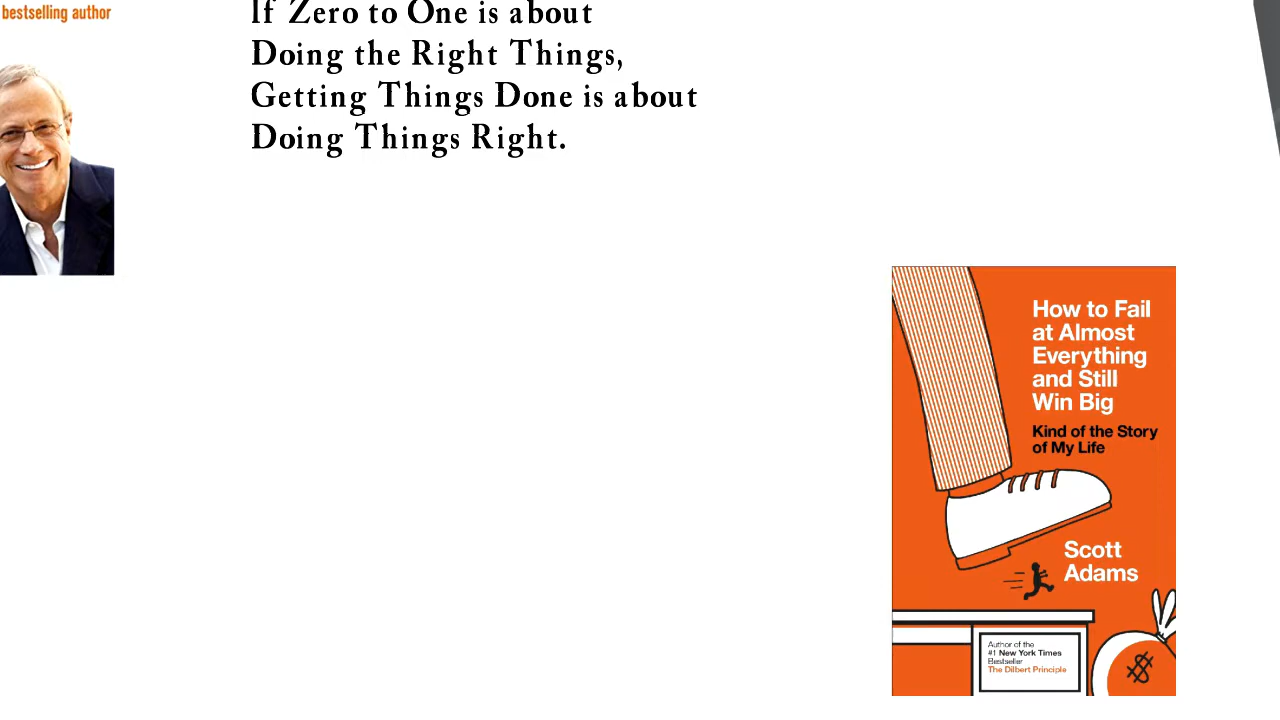 bestselling author
If Zero to One is about
Doing the Right Things,
Getting Things Done is about
Doing Things Right.
How to Fail
at Almost
Everything
and Still
Win Big
Kind of the Story
of My Life
Scott
Adams
Author of the
#1 New York Times
Bestseller
The Dilbert Principle